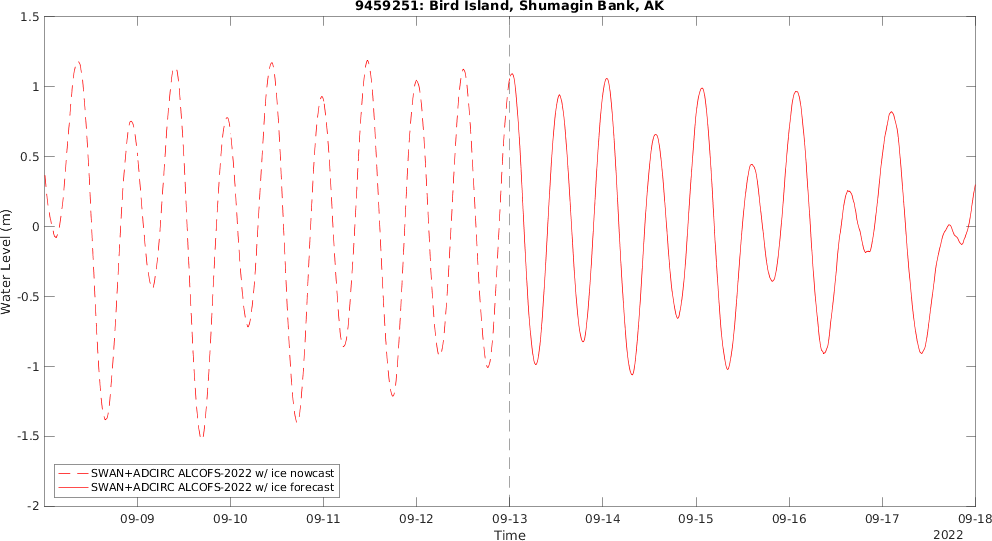 9459251: Bird Island, Shumagin Bank, AK
1.5
1
0.5
0
-0.5
-1
-1.5
-2
Water Level (m)
SWAN+ADCIRC ALCOFS-2022 w/ ice nowcast
SWAN+ADCIRC ALCOFS-2022 w/ ice forecast
09-09 09-10 09-11 09-12 09-13 09-14 09-15 09-16 09-17 09-18
Time
2022